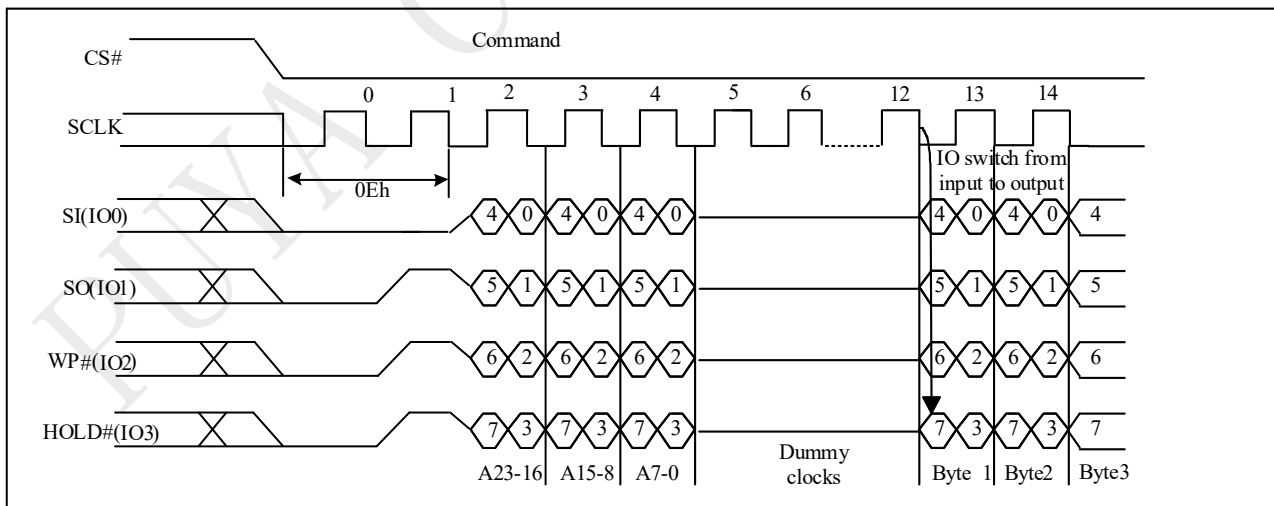 PUYA
Command
CS#
0 1 2 3 4 5 6 12 13 14
SCLK
IO switch from
input to output
0Eh
SI(IO0) 4 0 4 0 4 0 4 0 4 0 4
SO(IO1) 5 1 5 1 5 1 5 1 5 1 5
WP#(IO2) 6 2 6 2 6 2 6 2 6 2 6
HOLD#(IO3) 7 3 7 3 7 3 7 3 7 3 7
A23-16 A15-8 A7-0
Dummy
clocks
Byte 1 Byte2 Byte3